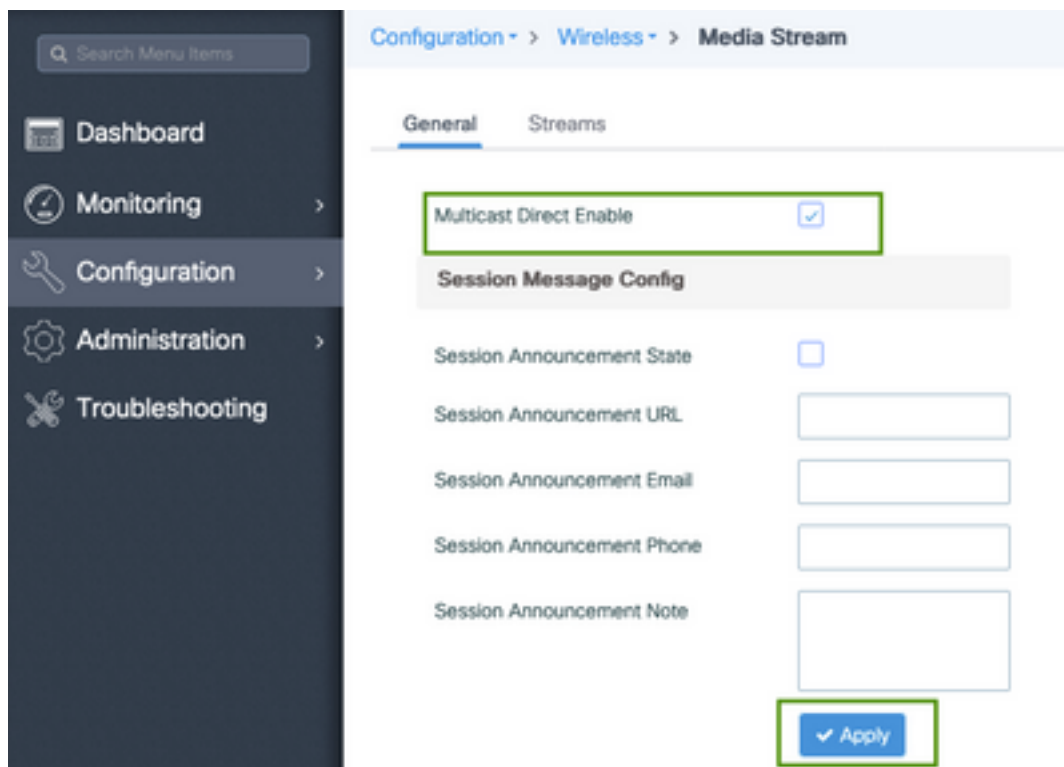 Search Menu Items
Dashboard
Monitoring
Configuration
Administration
Troubleshooting
Configuration > Wireless > Media Stream
General Streams
Multicast Direct Enable
Session Message Config
Session Announcement State
Session Announcement URL
Session Announcement Email
Session Announcement Phone
Session Announcement Note
Apply